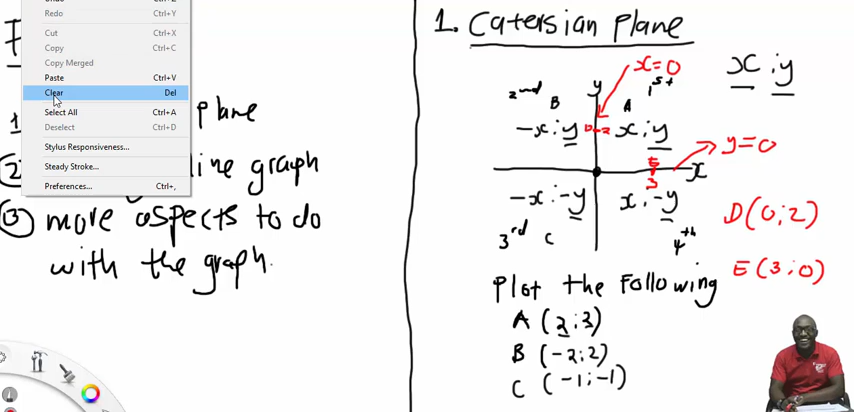 Redo Ctrl+Y
Cut Ctrl+X
Copy Ctrl+C
Copy Merged
Paste Ctrl+V
Clear Del
Select All Ctrl+A
Deselect Ctrl+D
Stylus Responsiveness...
Steady Stroke...
Preferences... Ctrl+,
plane
line graph
③ more aspects to do
with the graph.
1. Catersian Plane
x=0
x;y
2nd y 1st
B A
-x;y D-2 x;y
y=0
E x
3
-x;-y x;-y
3rd C 4th
D(0;2)
E(3;0)
Plot the following
A (2;3)
B (-2;2)
C (-1;-1)